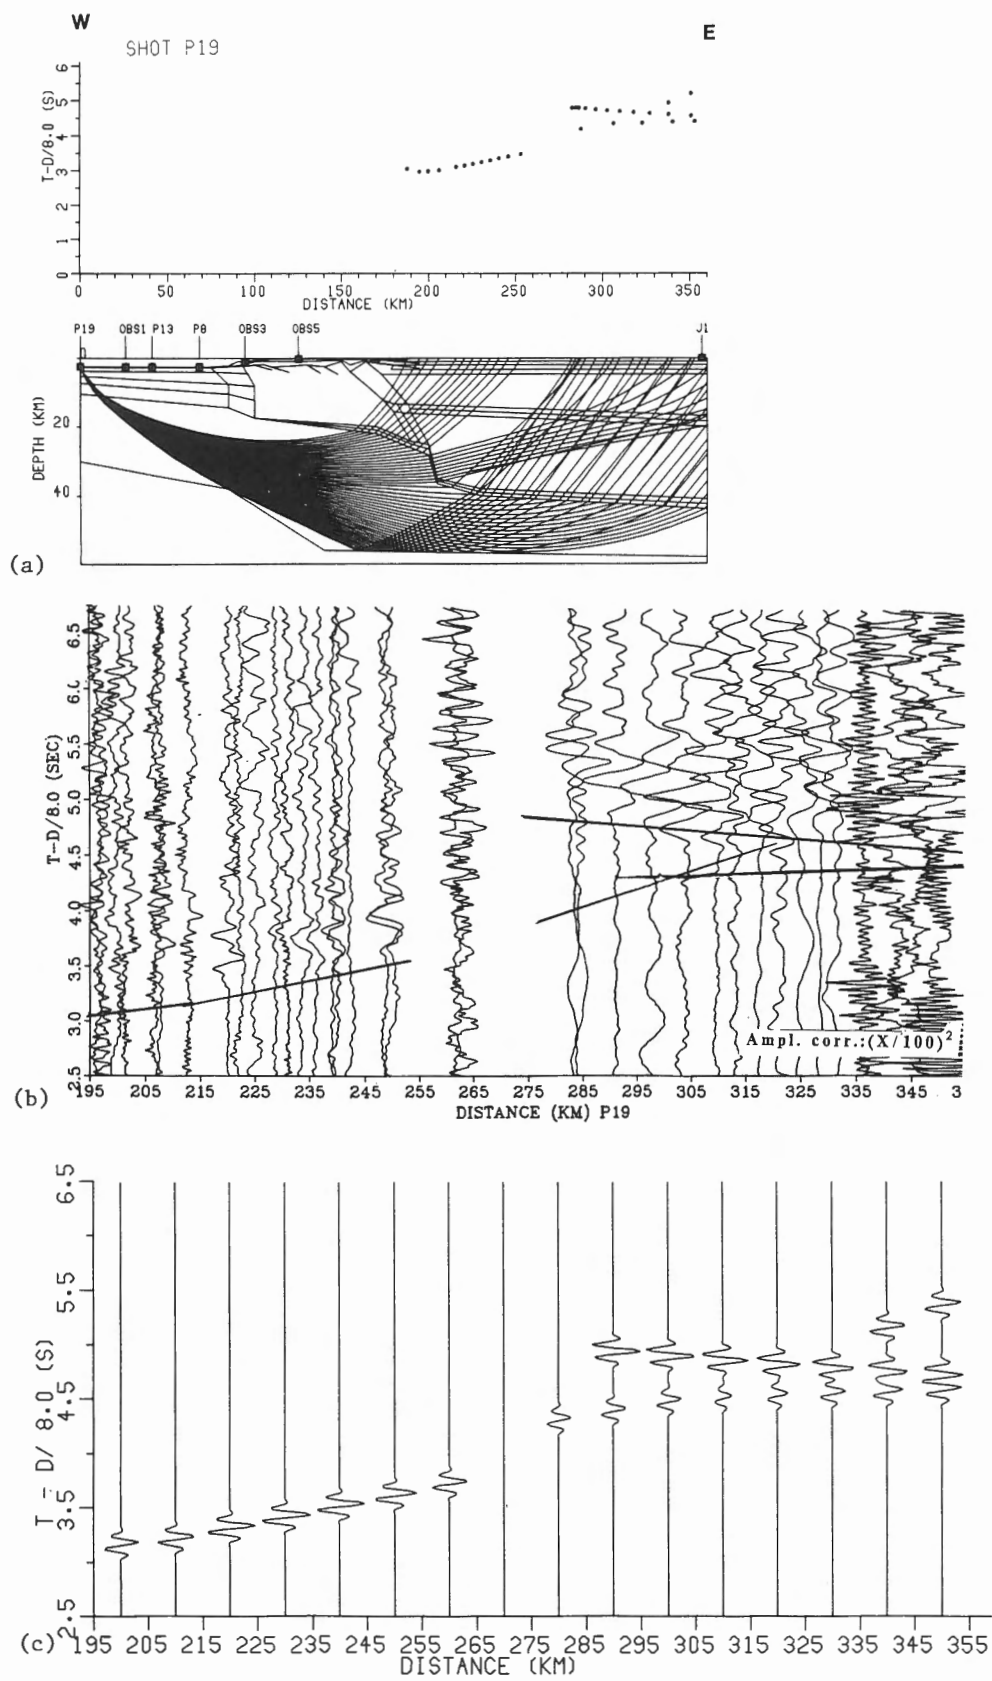 W
E
SHOT P19
6
5
4
3
2
1
0
T-D/8.0 (S)
0 50 100 150 200 250 300 350
DISTANCE (KM)
P19 OBS1 P13 P8 OBS3 OBS5 J1
0
20
40
DEPTH (KM)
(a)
6.5
5.5
5.0
4.5
4.0
3.5
3.0
2.5
T-D/8.0 (SEC)
Ampl. corr.:(X/100)²
195 205 215 225 235 245 255 265 275 285 295 305 315 325 335 345 3
DISTANCE (KM) P19
(b)
6.5
5.5
4.5
3.5
2.5
T - D/ 8.0 (S)
195 205 215 225 235 245 255 265 275 285 295 305 315 325 335 345 355
DISTANCE (KM)
(c)